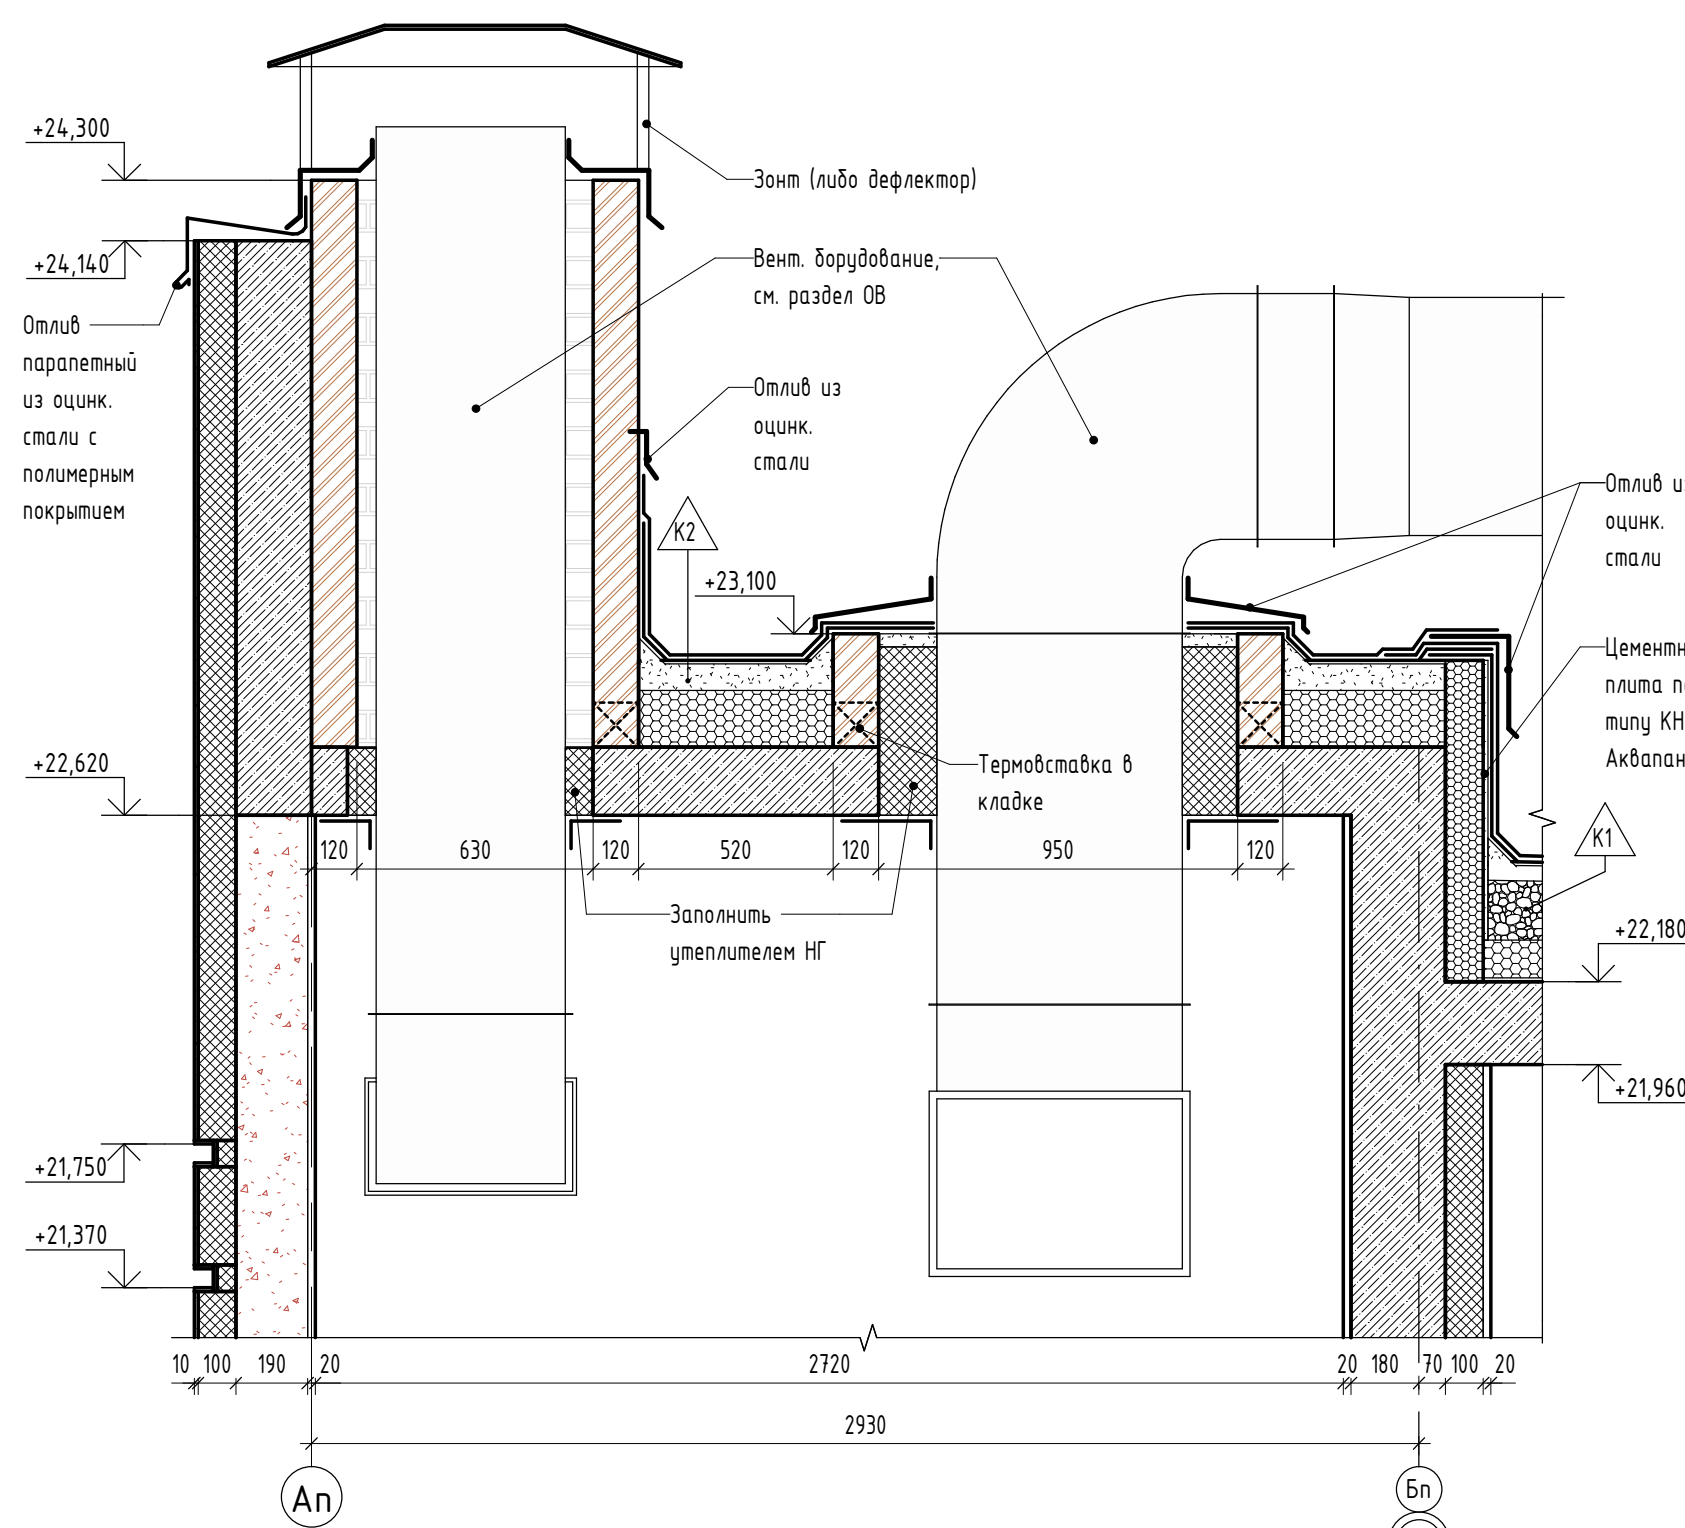 +24,300
Зонт (либо дефлектор)
+24,140
Вент. борудование,
см. раздел ОВ
Отлив
парапетный
из оцинк.
стали с
полимерным
покрытием
Отлив из
оцинк.
стали
К2
+23,100
Отлив из
оцинк.
стали
Цементн
плита п
типу КН
Аквапан
Термовставка в
кладке
+22,620
К1
120 630 120 520 120 950 120
Заполнить
утеплителем НГ
+22,180
+21,960
+21,750
+21,370
10 100 190 20 2720 20 180 70 100 20
2930
Ап
Бп